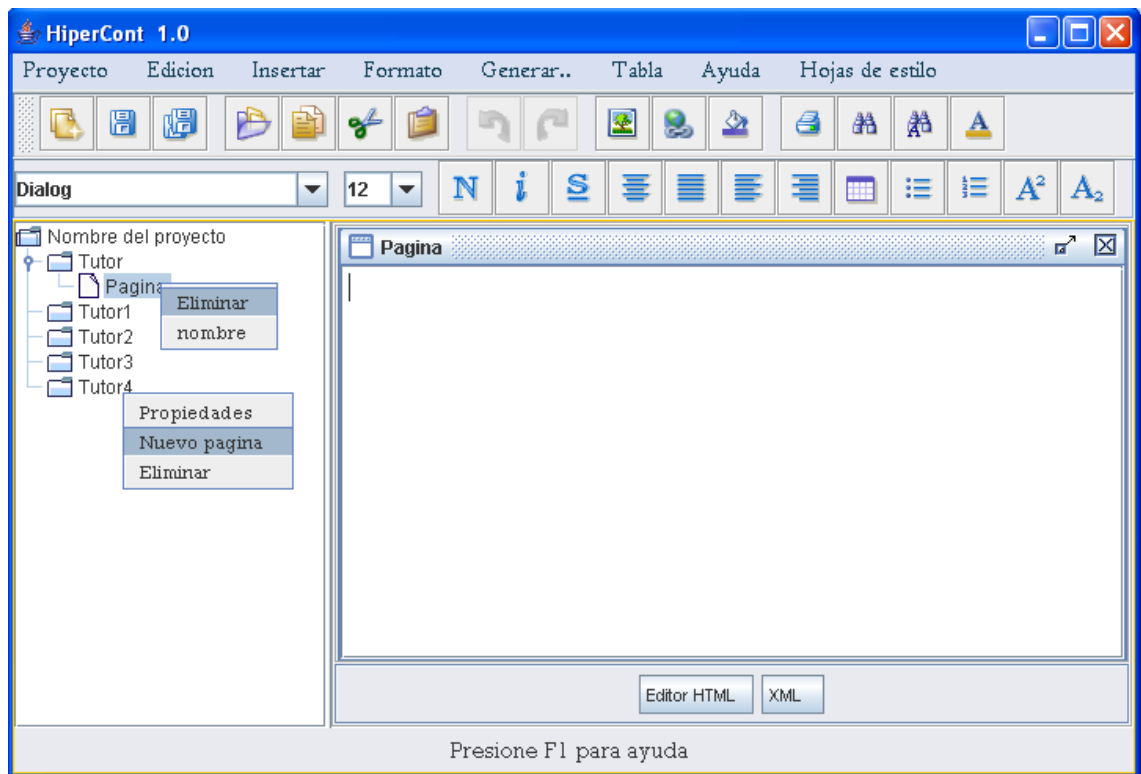 HiperCont 1.0
Proyecto Edicion Insertar Formato Generar.. Tabla Ayuda Hojas de estilo
A
Dialog 12 N i S A² A₂
Nombre del proyecto
Tutor
Pagina
Tutor1
Tutor2
Tutor3
Tutor4
Eliminar
nombre
Propiedades
Nuevo pagina
Eliminar
Pagina
Editor HTML XML
Presione F1 para ayuda